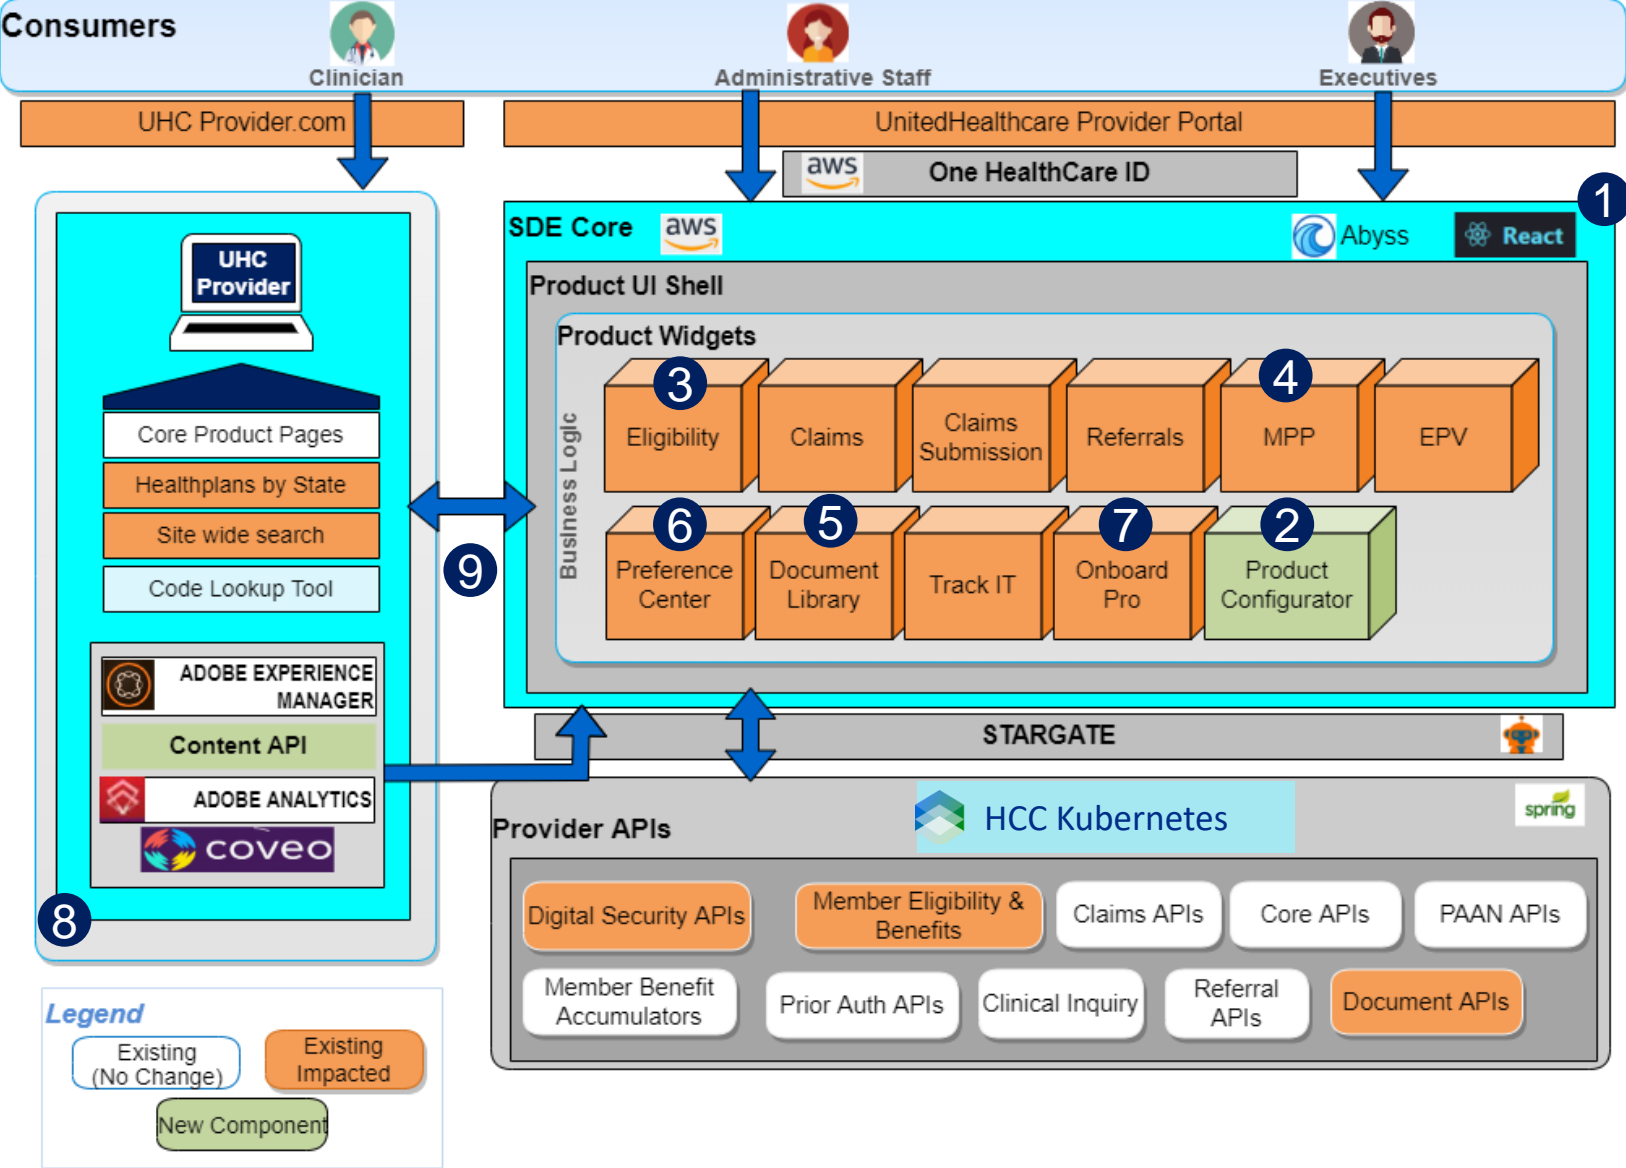 Consumers
Clinician
Administrative Staff
Executives
UHC Provider.com
UnitedHealthcare Provider Portal
aws
One HealthCare ID
1
SDE Core
aws
Abyss
React
UHC
Provider
Product UI Shell
Product Widgets
Business Logic
3
Eligibility
Claims
Claims
Submission
Referrals
4
MPP
EPV
6
Preference
Center
5
Document
Library
Track IT
7
Onboard
Pro
2
Product
Configurator
Core Product Pages
Healthplans by State
Site wide search
Code Lookup Tool
9
ADOBE EXPERIENCE
MANAGER
Content API
ADOBE ANALYTICS
coveo
8
STARGATE
Provider APIs
HCC Kubernetes
spring
Digital Security APIs
Member Eligibility &
Benefits
Claims APIs
Core APIs
PAAN APIs
Member Benefit
Accumulators
Prior Auth APIs
Clinical Inquiry
Referral
APIs
Document APIs
Legend
Existing
(No Change)
Existing
Impacted
New Component